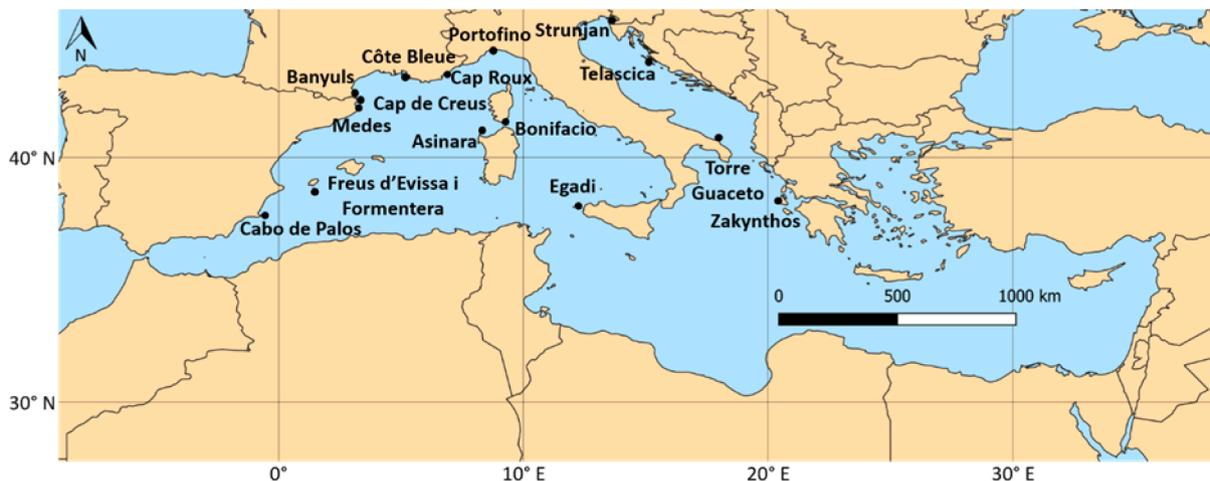 Portofino
Strunjan
N
Côte Bleue
Banyuls
Cap Roux
Telascica
Cap de Creus
Medes
Bonifacio
Asinara
40° N
Torre
Guaceto
Freus d'Evissa i
Formentera
Egadi
Zakynthos
Cabo de Palos
0 500 1000 km
30° N
0° 10° E 20° E 30° E